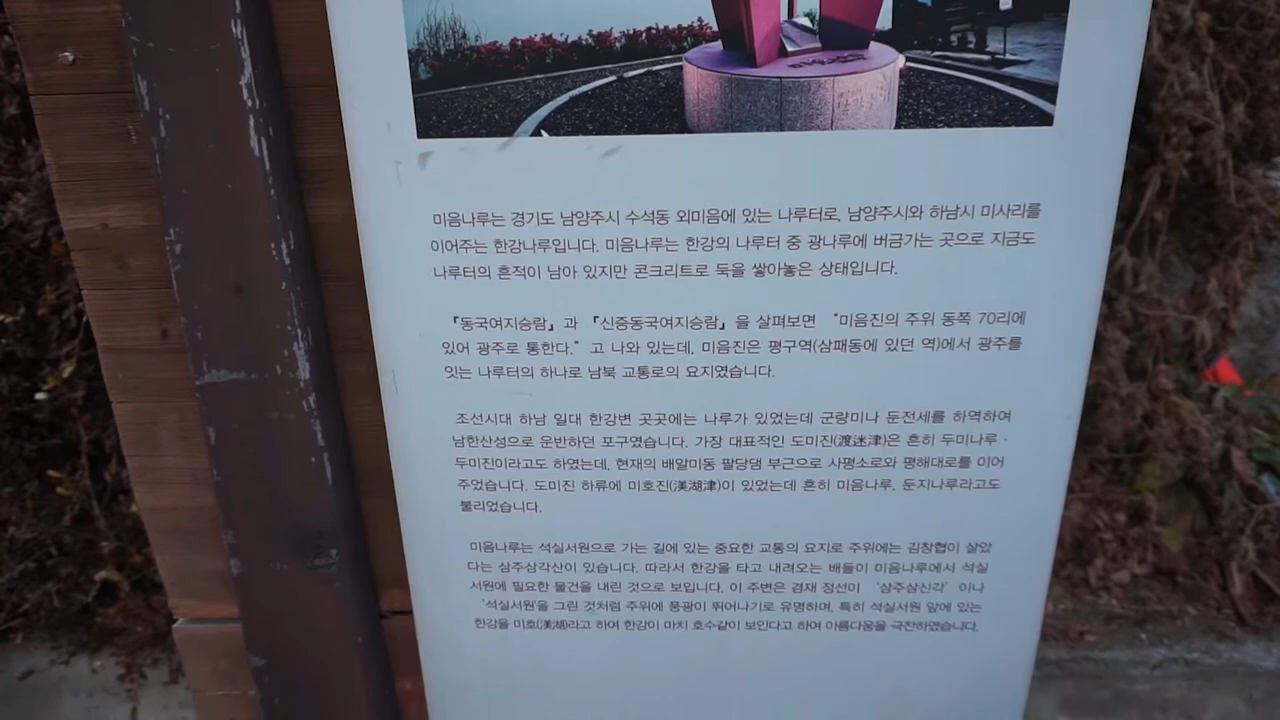 미음나루는 경기도 남양주시 수석동 외미음에 있는 나루터로, 남양주시와 하남시 미사리를
이어주는 한강나루입니다. 미음나루는 한강의 나루터 중 광나루에 버금가는 곳으로 지금도
나루터의 흔적이 남아 있지만 콘크리트로 둑을 쌓아놓은 상태입니다.
『동국여지승람』과 『신증동국여지승람』을 살펴보면 "미음진의 주위 동쪽 70리에
있어 광주로 통한다." 고 나와 있는데, 미음진은 평구역(삼패동에 있던 역)에서 광주를
잇는 나루터의 하나로 남북 교통로의 요지였습니다.
조선시대 하남 일대 한강변 곳곳에는 나루가 있었는데 군량미나 둔전세를 하역하여
남한산성으로 운반하던 포구였습니다. 가장 대표적인 도미진(渡迷津)은 흔히 두미나루·
두미진이라고도 하였는데, 현재의 배알미동 팔당댐 부근으로 사평소로와 평해대로를 이어
주었습니다. 도미진 하류에 미호진(渼湖津)이 있었는데 흔히 미음나루, 둔지나루라고도
불리었습니다.
미음나루는 석실서원으로 가는 길에 있는 중요한 교통의 요지로 주위에는 김창협이 살았
다는 삼주삼각산이 있습니다. 따라서 한강을 타고 내려오는 배들이 미음나루에서 석실
서원에 필요한 물건을 내린 것으로 보입니다. 이 주변은 겸재 정선이 '삼주삼신각' 이나
'석실서원'을 그린 것처럼 주위에 풍광이 뛰어나기로 유명하며, 특히 석실서원 앞에 있는
한강을 미호(渼湖)라고 하여 한강이 마치 호수같이 보인다고 하여 아름다움을 극찬하였습니다.